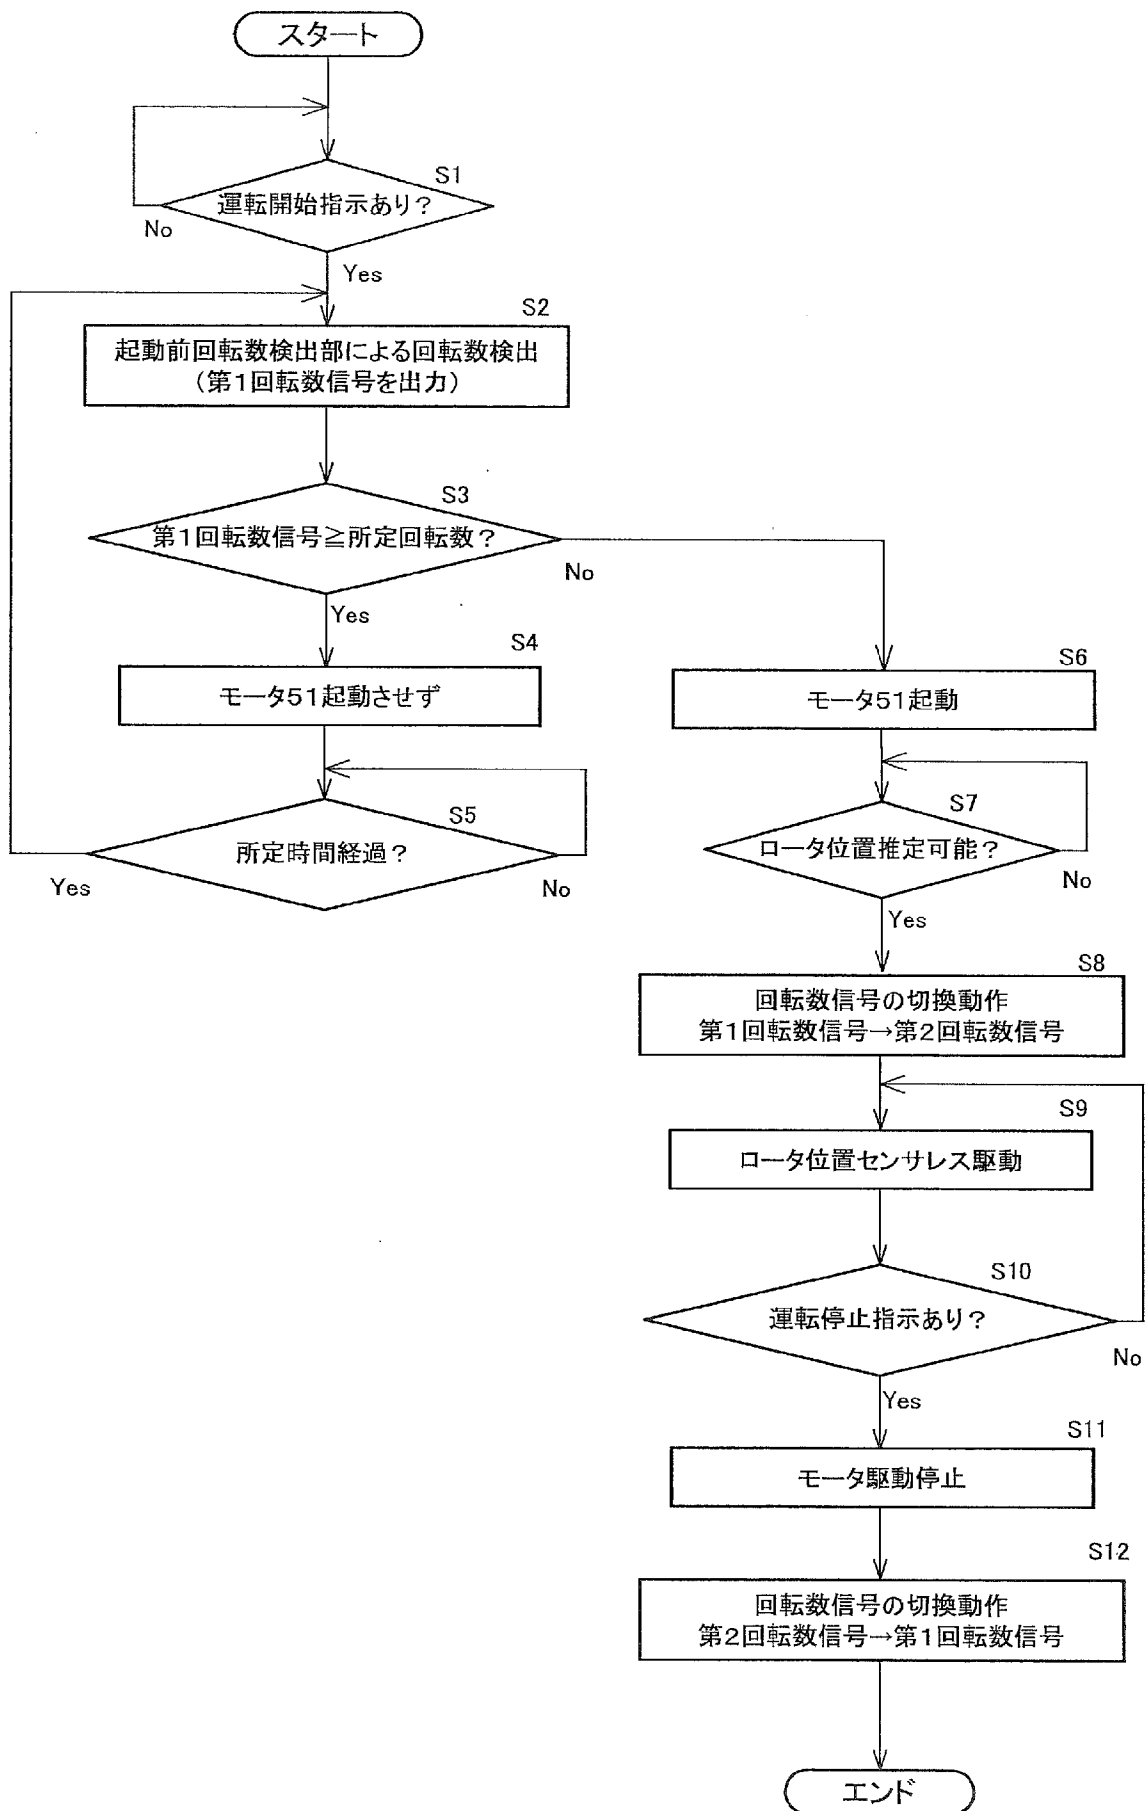 スタート
S1
運転開始指示あり？
No
Yes
S2
起動前回転数検出部による回転数検出
（第１回転数信号を出力）
S3
第１回転数信号≧所定回転数？
No
Yes
S4
モータ51起動させず
S5
所定時間経過？
Yes
No
S6
モータ51起動
S7
ロータ位置推定可能？
No
Yes
S8
回転数信号の切換動作
第１回転数信号→第２回転数信号
S9
ロータ位置センサレス駆動
S10
運転停止指示あり？
No
Yes
S11
モータ駆動停止
S12
回転数信号の切換動作
第２回転数信号→第１回転数信号
エンド